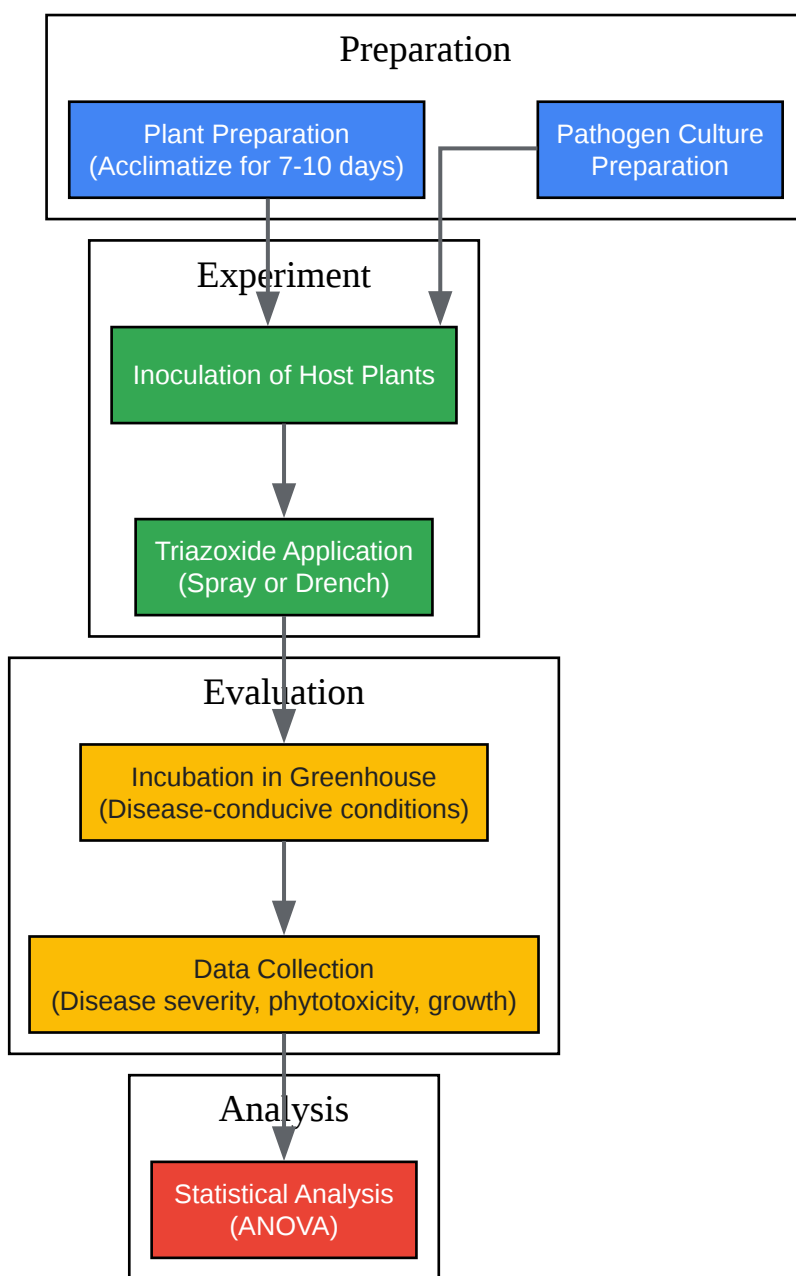 Preparation
Plant Preparation
(Acclimatize for 7-10 days)
Pathogen Culture
Preparation
Experiment
Inoculation of Host Plants
Triazoxide Application
(Spray or Drench)
Evaluation
Incubation in Greenhouse
(Disease-conducive conditions)
Data Collection
(Disease severity, phytotoxicity, growth)
Analysis
Statistical Analysis
(ANOVA)